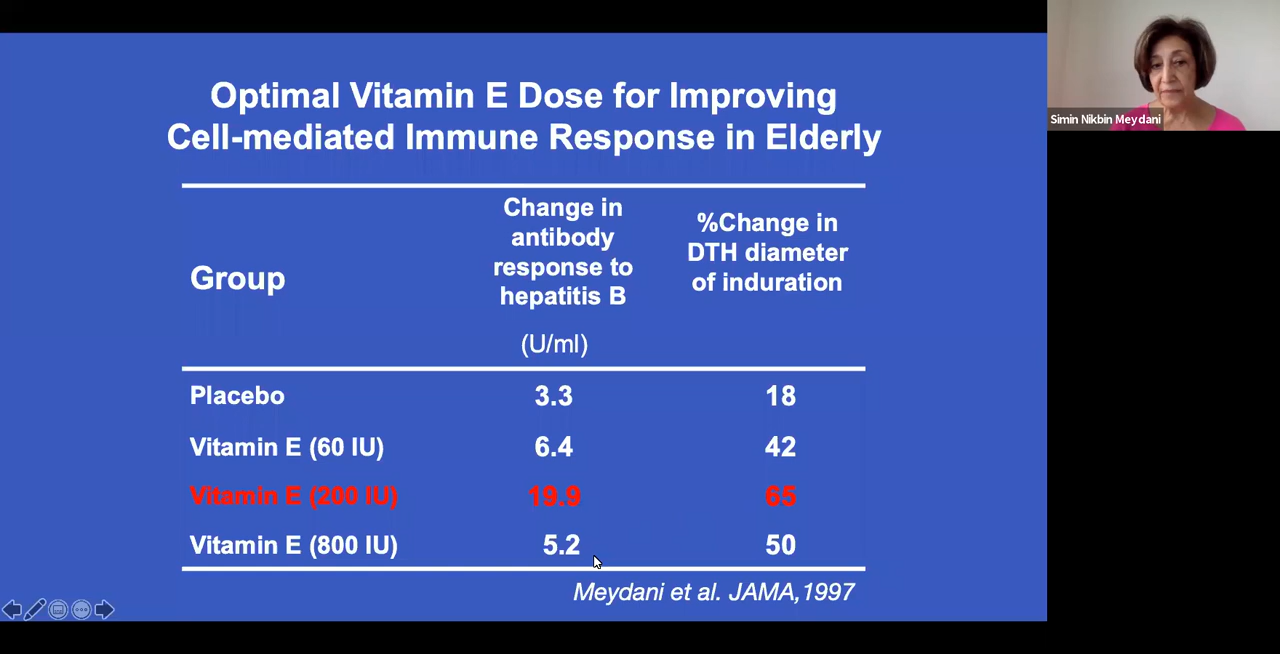 Optimal Vitamin E Dose for Improving
Cell-mediated Immune Response in Elderly
Group
Change in
antibody
response to
hepatitis B
(U/ml)
%Change in
DTH diameter
of induration
Placebo 3.3 18
Vitamin E (60 IU) 6.4 42
Vitamin E (200 IU) 19.9 65
Vitamin E (800 IU) 5.2 50
Meydani et al. JAMA,1997
Simin Nikbin Meydani